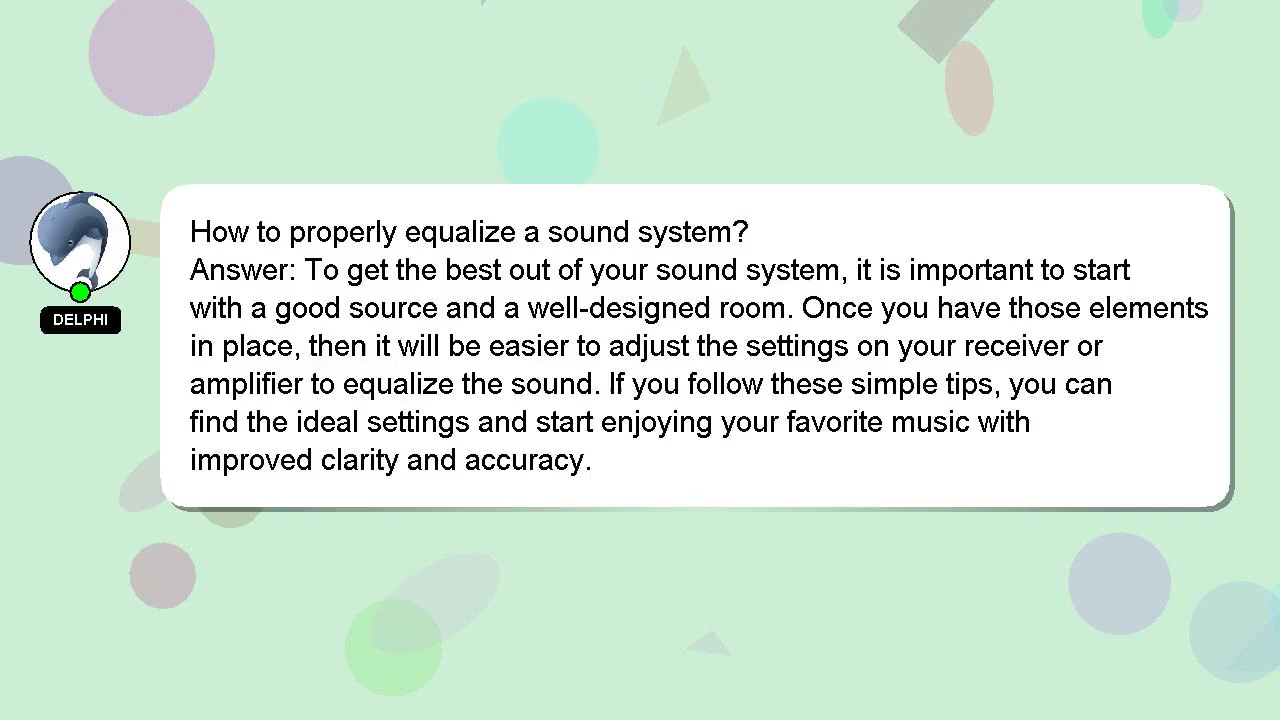 How to properly equalize a sound system?
Answer: To get the best out of your sound system, it is important to start
with a good source and a well-designed room. Once you have those elements
in place, then it will be easier to adjust the settings on your receiver or
amplifier to equalize the sound. If you follow these simple tips, you can
find the ideal settings and start enjoying your favorite music with
improved clarity and accuracy.
DELPHI